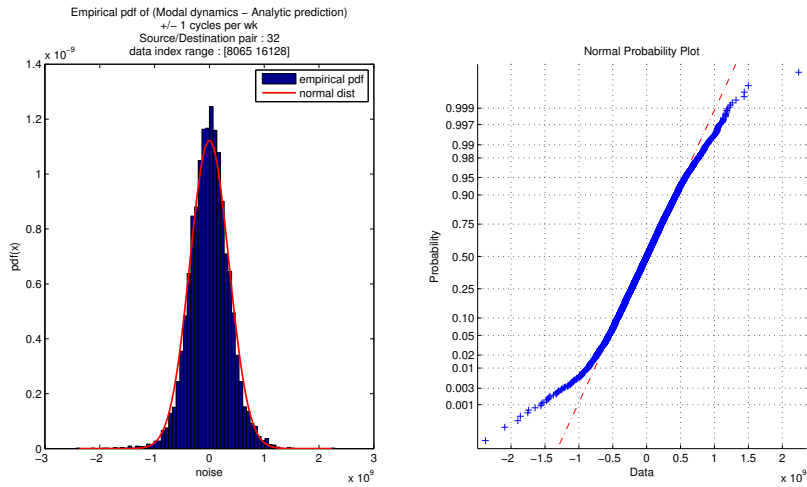 Empirical pdf of (Modal dynamics − Analytic prediction)
+/− 1 cycles per wk
Source/Destination pair : 32
data index range : [8065 16128]
x 10^-9
1.4
1.2
1
0.8
0.6
0.4
0.2
0
pdf(x)
−3 −2 −1 0 1 2 3
noise
x 10^9
empirical pdf
normal dist
Normal Probability Plot
0.999
0.997
0.99
0.98
0.95
0.90
0.75
0.50
0.25
0.10
0.05
0.02
0.01
0.003
0.001
Probability
−2 −1.5 −1 −0.5 0 0.5 1 1.5 2
Data
x 10^9